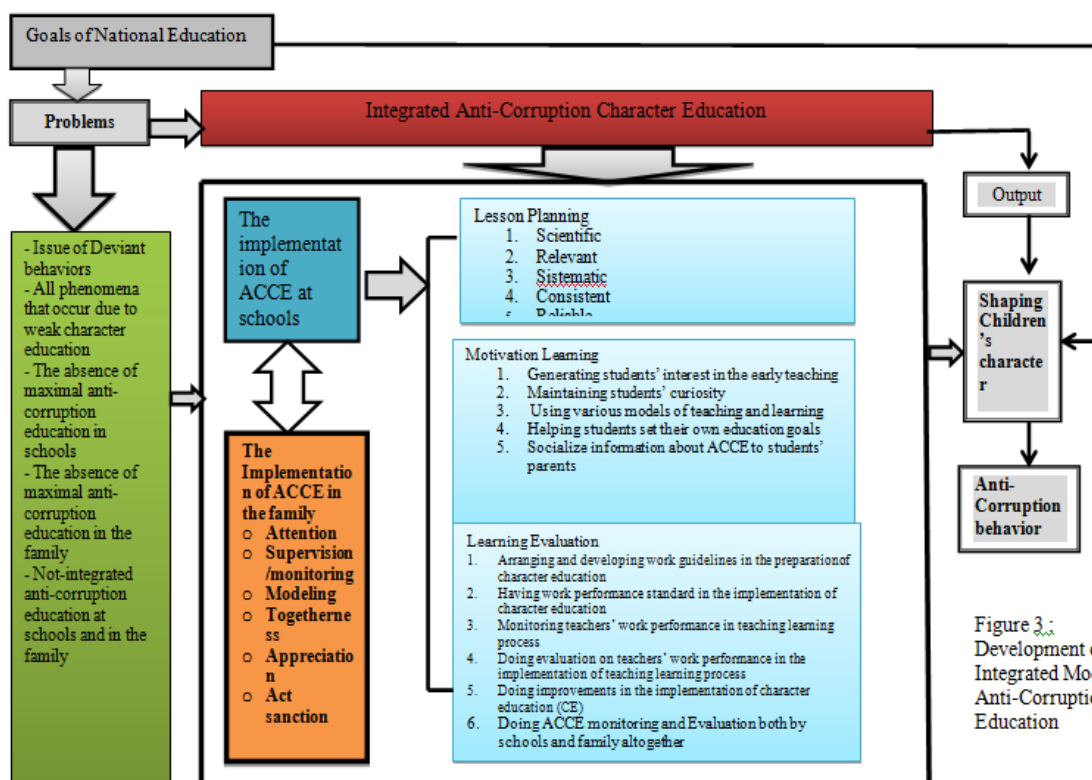 Goals of National Education
Problems
Integrated Anti-Corruption Character Education
- Issue of Deviant
behaviors
- All phenomena
that occur due to
weak character
education
- The absence of
maximal anti-
corruption
education in
schools
- The absence of
maximal anti-
corruption
education in the
family
- Not-integrated
anti-corruption
education at
schools and in the
family
The
implementat
ion of
ACCE at
schools
The
Implementatio
n of ACCE in
the family
o Attention
o Supervision
/monitoring
o Modeling
o Togetherne
ss
o Appreciatio
n
o Act
sanction
Lesson Planning
1. Scientific
2. Relevant
3. Sistematic
4. Consistent
5. Reliable
Motivation Learning
1. Generating students' interest in the early teaching
2. Maintaining students' curiosity
3. Using various models of teaching and learning
4. Helping students set their own education goals
5. Socialize information about ACCE to students'
parents
Learning Evaluation
1. Arranging and developing work guidelines in the preparationof
character education
2. Having work performance standard in the implementation of
character education
3. Monitoring teachers' work performance in teaching learning
process
4. Doing evaluation on teachers' work performance in the
implementation of teaching learning process
5. Doing improvements in the implementation of character
education (CE)
6. Doing ACCE monitoring and Evaluation both by
schools and family altogether
Output
Shaping
Children
's
characte
r
Anti-
Corruption
behavior
Figure 3 :
Development
Integrated
Anti-Corruptio
Education